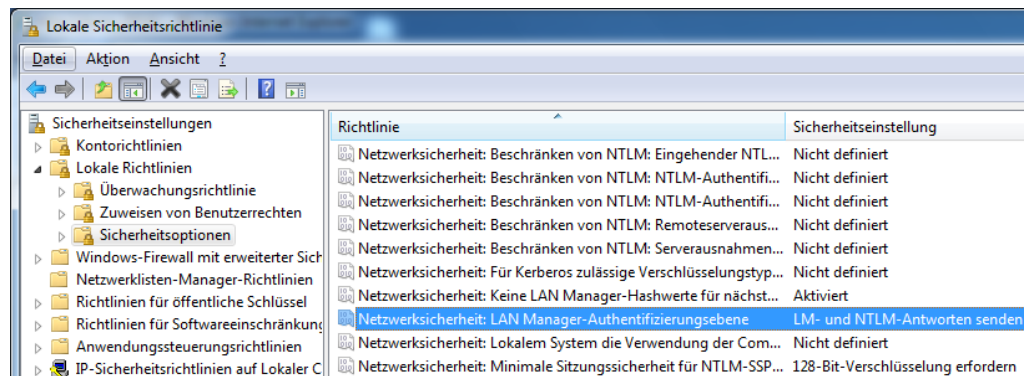 Lokale Sicherheitsrichtlinie
Datei Aktion Ansicht ?
Sicherheitseinstellungen
Kontorichtlinien
Lokale Richtlinien
Überwachungsrichtlinie
Zuweisen von Benutzerrechten
Sicherheitsoptionen
Windows-Firewall mit erweiterter Sich
Netzwerklisten-Manager-Richtlinien
Richtlinien für öffentliche Schlüssel
Richtlinien für Softwareeinschränkung
Anwendungssteuerungsrichtlinien
IP-Sicherheitsrichtlinien auf Lokaler C
Richtlinie Sicherheitseinstellung
Netzwerksicherheit: Beschränken von NTLM: Eingehender NTL... Nicht definiert
Netzwerksicherheit: Beschränken von NTLM: NTLM-Authentifi... Nicht definiert
Netzwerksicherheit: Beschränken von NTLM: NTLM-Authentifi... Nicht definiert
Netzwerksicherheit: Beschränken von NTLM: Remoteserveraus... Nicht definiert
Netzwerksicherheit: Beschränken von NTLM: Serverausnahmen... Nicht definiert
Netzwerksicherheit: Für Kerberos zulässige Verschlüsselungstyp... Nicht definiert
Netzwerksicherheit: Keine LAN Manager-Hashwerte für nächst... Aktiviert
Netzwerksicherheit: LAN Manager-Authentifizierungsebene LM- und NTLM-Antworten senden
Netzwerksicherheit: Lokalem System die Verwendung der Com... Nicht definiert
Netzwerksicherheit: Minimale Sitzungssicherheit für NTLM-SSP... 128-Bit-Verschlüsselung erfordern